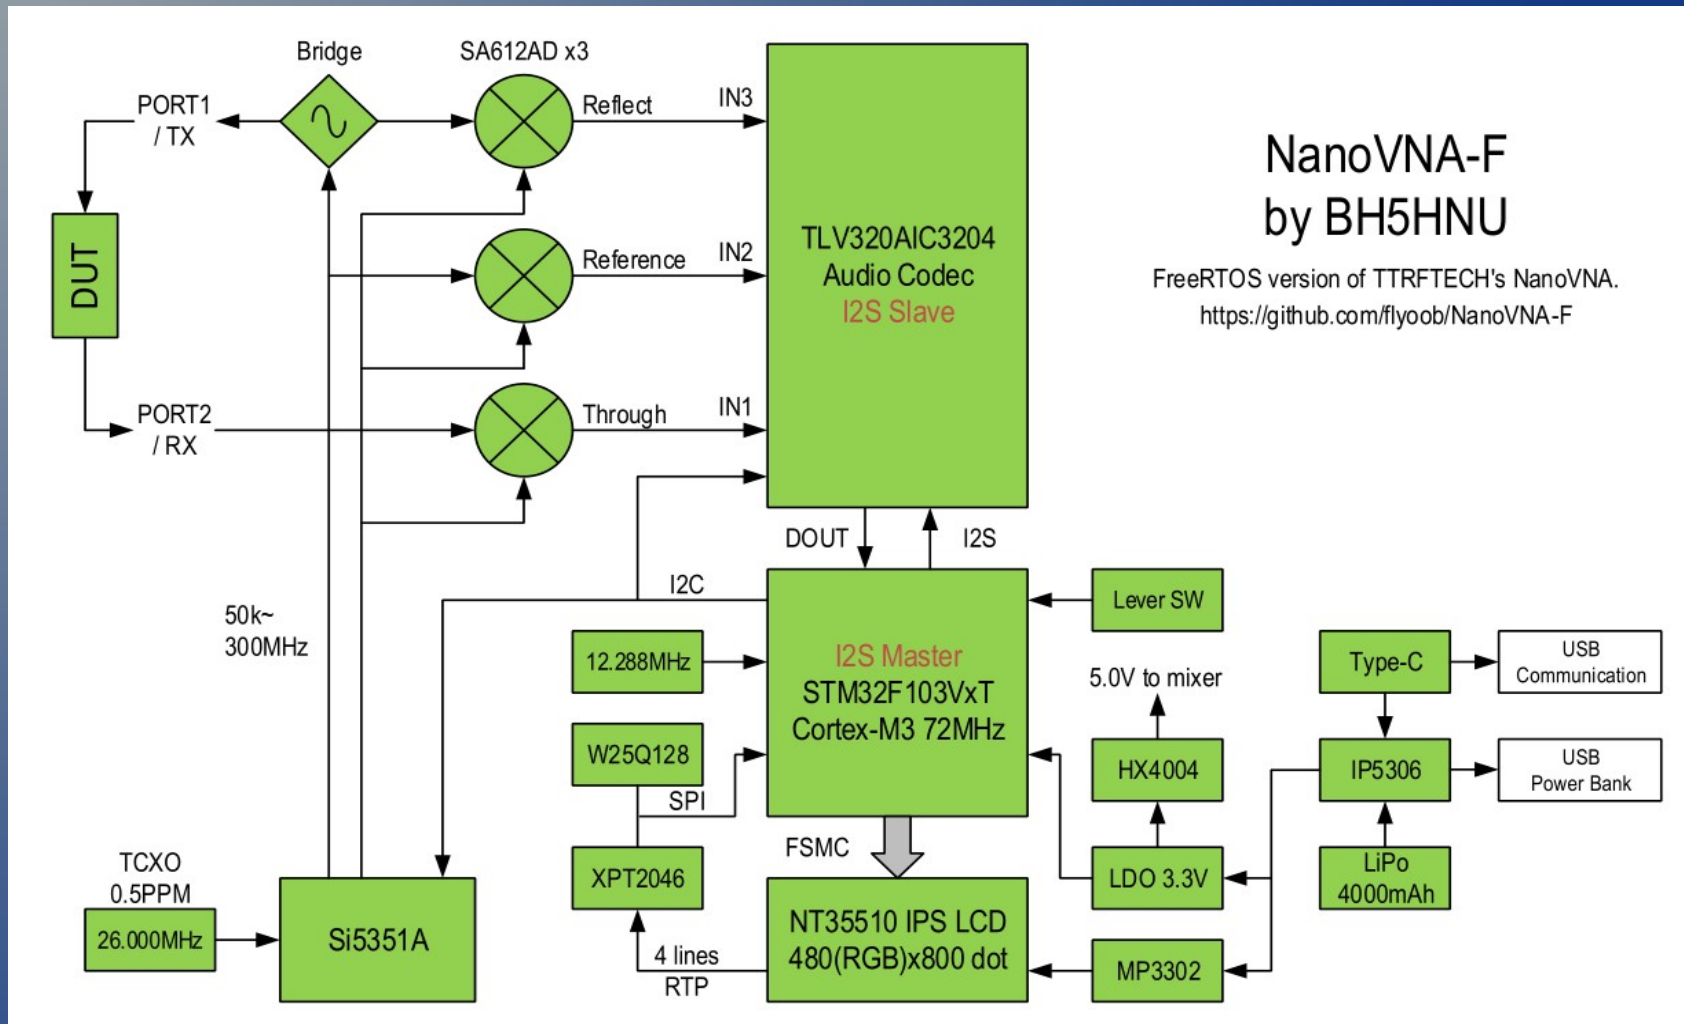 Bridge
SA612AD x3
PORT1
/ TX
Reflect
IN3
NanoVNA-F
by BH5HNU
FreeRTOS version of TTRFTECH's NanoVNA.
https://github.com/flyoob/NanoVNA-F
DUT
Reference
IN2
TLV320AIC3204
Audio Codec
I2S Slave
PORT2
/ RX
Through
IN1
DOUT
I2S
I2C
Lever SW
50k~
300MHz
12.288MHz
I2S Master
STM32F103VxT
Cortex-M3 72MHz
5.0V to mixer
Type-C
USB
Communication
W25Q128
SPI
HX4004
IP5306
USB
Power Bank
FSMC
TCXO
0.5PPM
26.000MHz
Si5351A
XPT2046
4 lines
RTP
NT35510 IPS LCD
480(RGB)x800 dot
LDO 3.3V
LiPo
4000mAh
MP3302